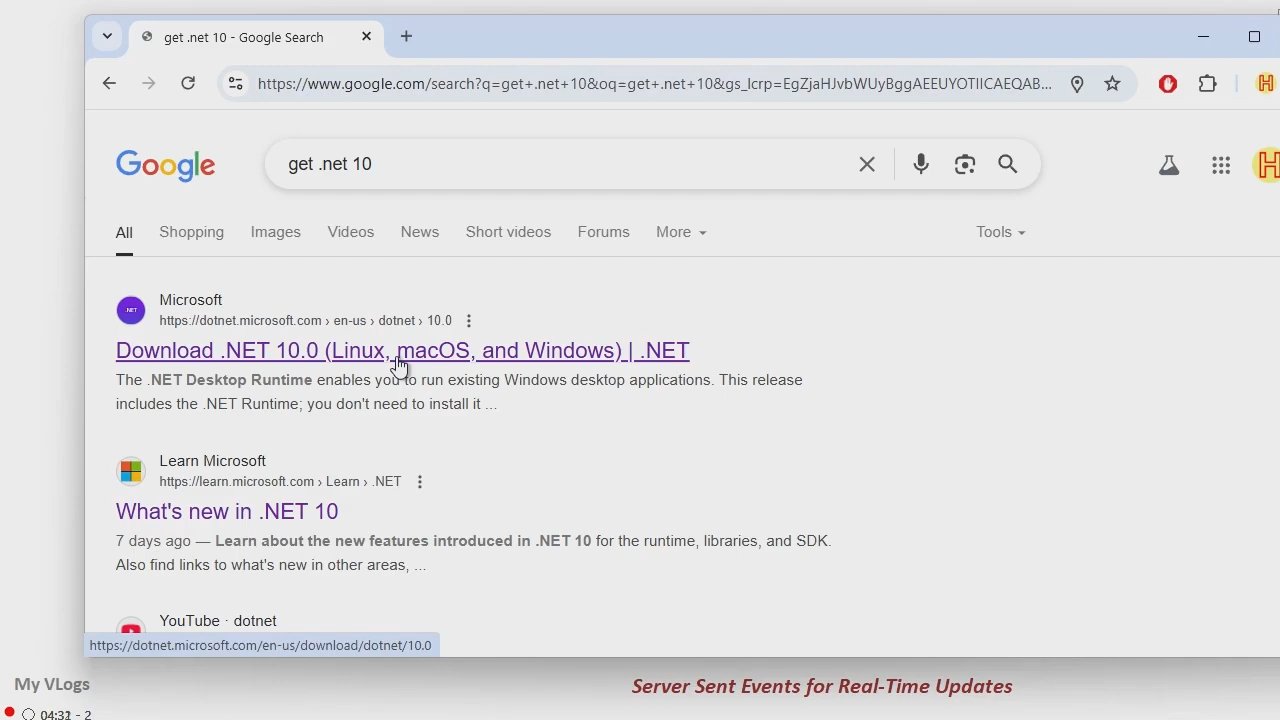 get .net 10 - Google Search
https://www.google.com/search?q=get+.net+10&oq=get+.net+10&gs_lcrp=EgZjaHJvbWUyBggAEEUYOTIICAEQAB...
Google
get .net 10
All Shopping Images Videos News Short videos Forums More Tools
.NET
Microsoft
https://dotnet.microsoft.com › en-us › dotnet › 10.0
Download .NET 10.0 (Linux, macOS, and Windows) | .NET
The .NET Desktop Runtime enables you to run existing Windows desktop applications. This release
includes the .NET Runtime; you don't need to install it ...
Learn Microsoft
https://learn.microsoft.com › Learn › .NET
What's new in .NET 10
7 days ago — Learn about the new features introduced in .NET 10 for the runtime, libraries, and SDK.
Also find links to what's new in other areas, ...
YouTube · dotnet
https://dotnet.microsoft.com/en-us/download/dotnet/10.0
My VLogs
Server Sent Events for Real-Time Updates
- 2